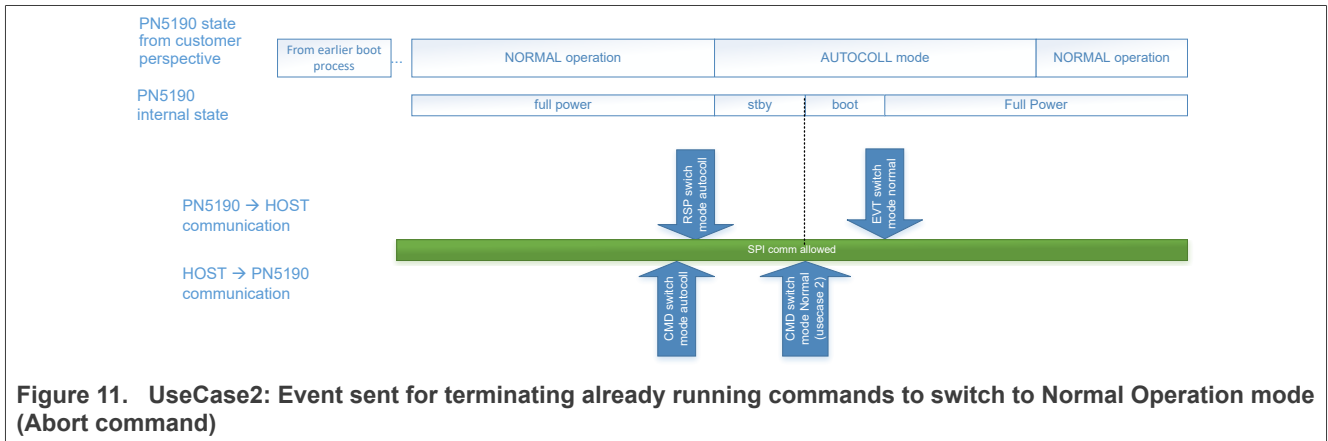 PN5190 state
from customer
perspective
From earlier boot
process
...
NORMAL operation
AUTOCOLL mode
NORMAL operation
PN5190
internal state
full power
stby
boot
Full Power
RSP swich
mode autocoll
EVT switch
mode normal
PN5190 → HOST
communication
SPI comm allowed
HOST → PN5190
communication
CMD switch
mode autocoll
CMD switch
mode Normal
(usecase 2)
Figure 11. UseCase2: Event sent for terminating already running commands to switch to Normal Operation mode
(Abort command)